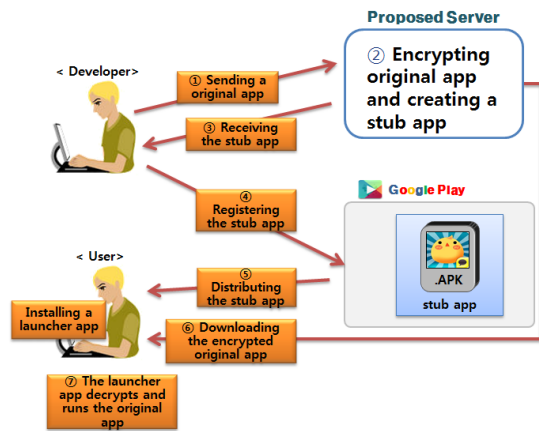 Proposed Server
② Encrypting
original app
and creating a
stub app
< Developer>
① Sending a
original app
③ Receiving
the stub app
④
Registering
the stub app
Google Play
.APK
stub app
< User>
⑤
Distributing
the stub app
Installing a
launcher app
⑥ Downloading
the encrypted
original app
⑦ The launcher
app decrypts and
runs the original
app